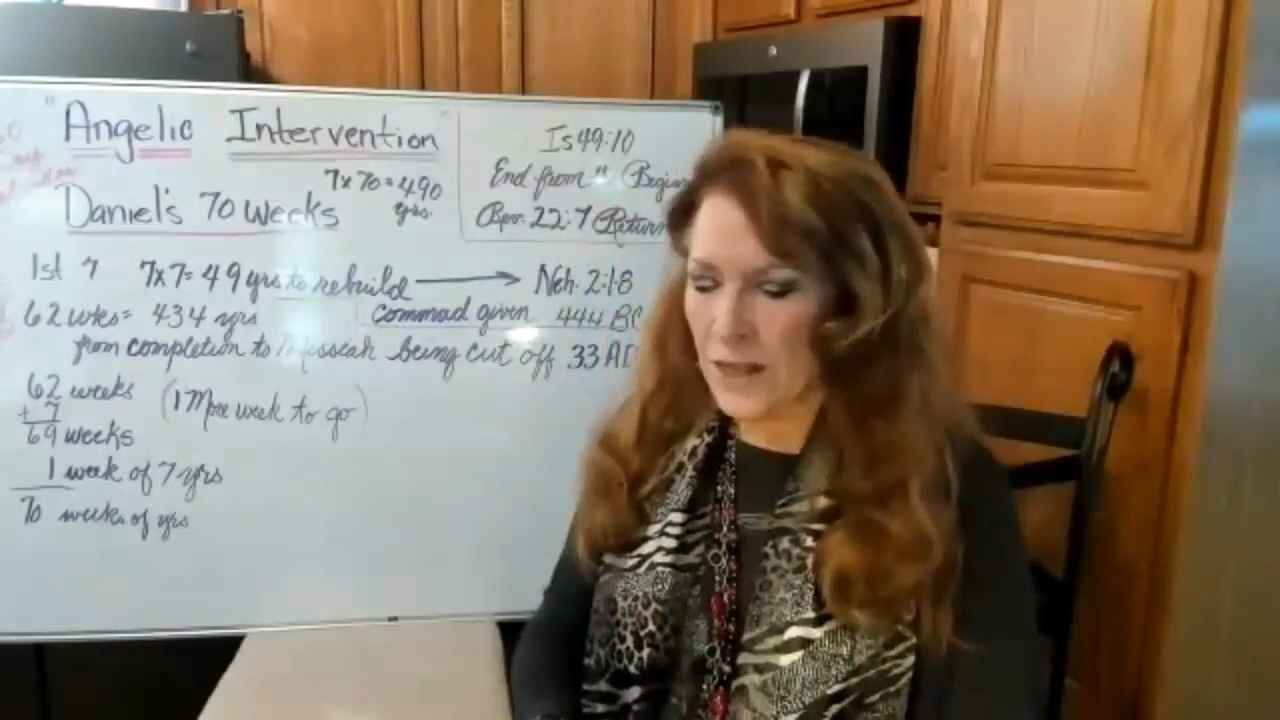 "Angelic Intervention"
7x70=490
yrs.
Daniel's 70 Weeks
Is 49:10
End from " Begin
Rev. 22:7 Return
1st 7 7x7= 49 yrs to rebuild → Neh. 2:1-8
62 wks= 434 yrs commad given 444 BC
from completion to Messeah being cut off 33 AD
62 weeks (1 More week to go)
+ 7
69 weeks
1 week of 7 yrs
70 weeks of yrs